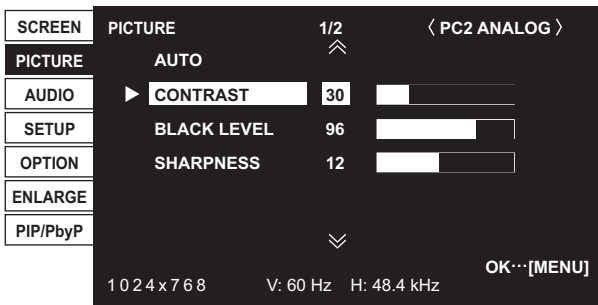 SCREEN
PICTURE
AUDIO
SETUP
OPTION
ENLARGE
PIP/PbyP
PICTURE 1/2 〈 PC2 ANALOG 〉
AUTO
CONTRAST 30
BLACK LEVEL 96
SHARPNESS 12
OK⋯[MENU]
1024x768 V: 60 Hz H: 48.4 kHz